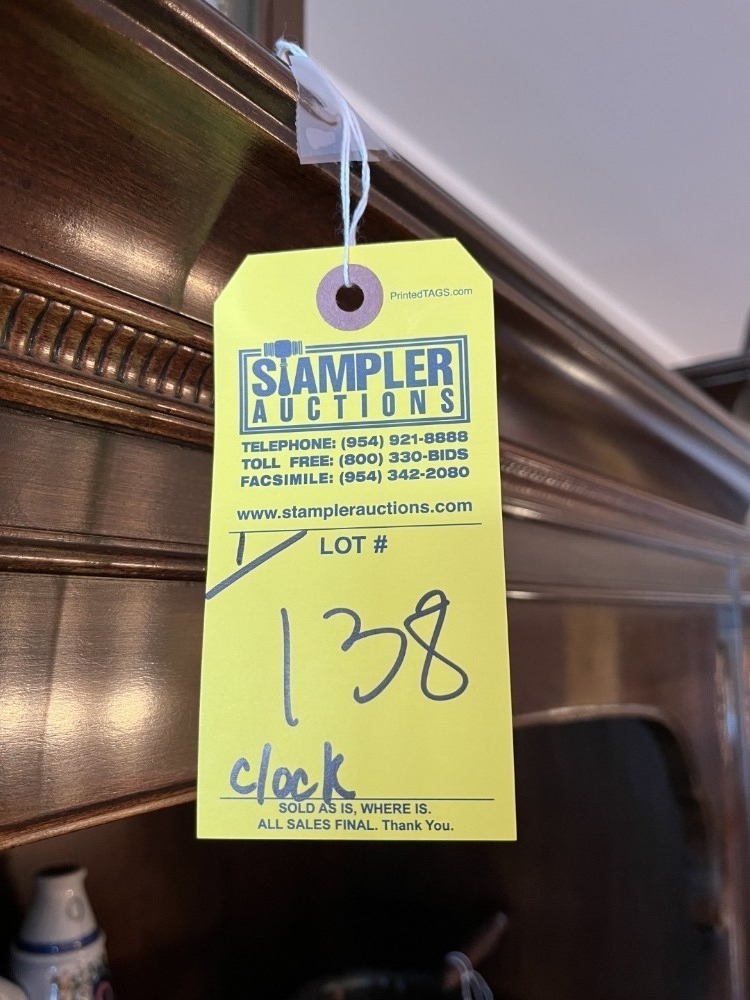 PrintedTAGS.com
STAMPLER
AUCTIONS
TELEPHONE: (954) 921-8888
TOLL FREE: (800) 330-BIDS
FACSIMILE: (954) 342-2080
www.stamplerauctions.com
1
LOT #
138
clock
SOLD AS IS, WHERE IS.
ALL SALES FINAL. Thank You.